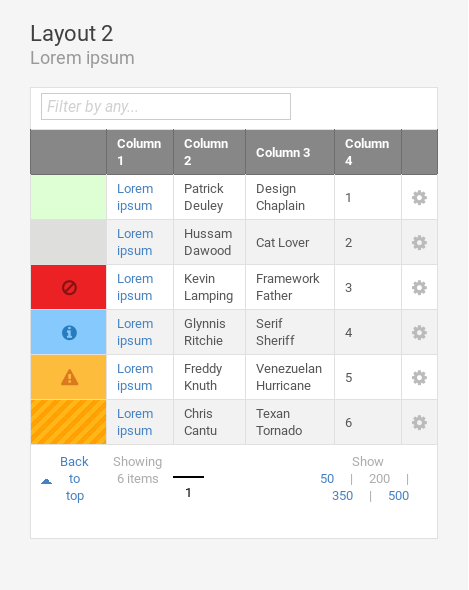 Layout 2
Lorem ipsum
Filter by any...
Column 1 Column 2 Column 3 Column 4
Lorem ipsum Patrick Deuley Design Chaplain 1
Lorem ipsum Hussam Dawood Cat Lover 2
Lorem ipsum Kevin Lamping Framework Father 3
Lorem ipsum Glynnis Ritchie Serif Sheriff 4
Lorem ipsum Freddy Knuth Venezuelan Hurricane 5
Lorem ipsum Chris Cantu Texan Tornado 6
Back to top
Showing 6 items
1
Show
50 | 200 |
350 | 500